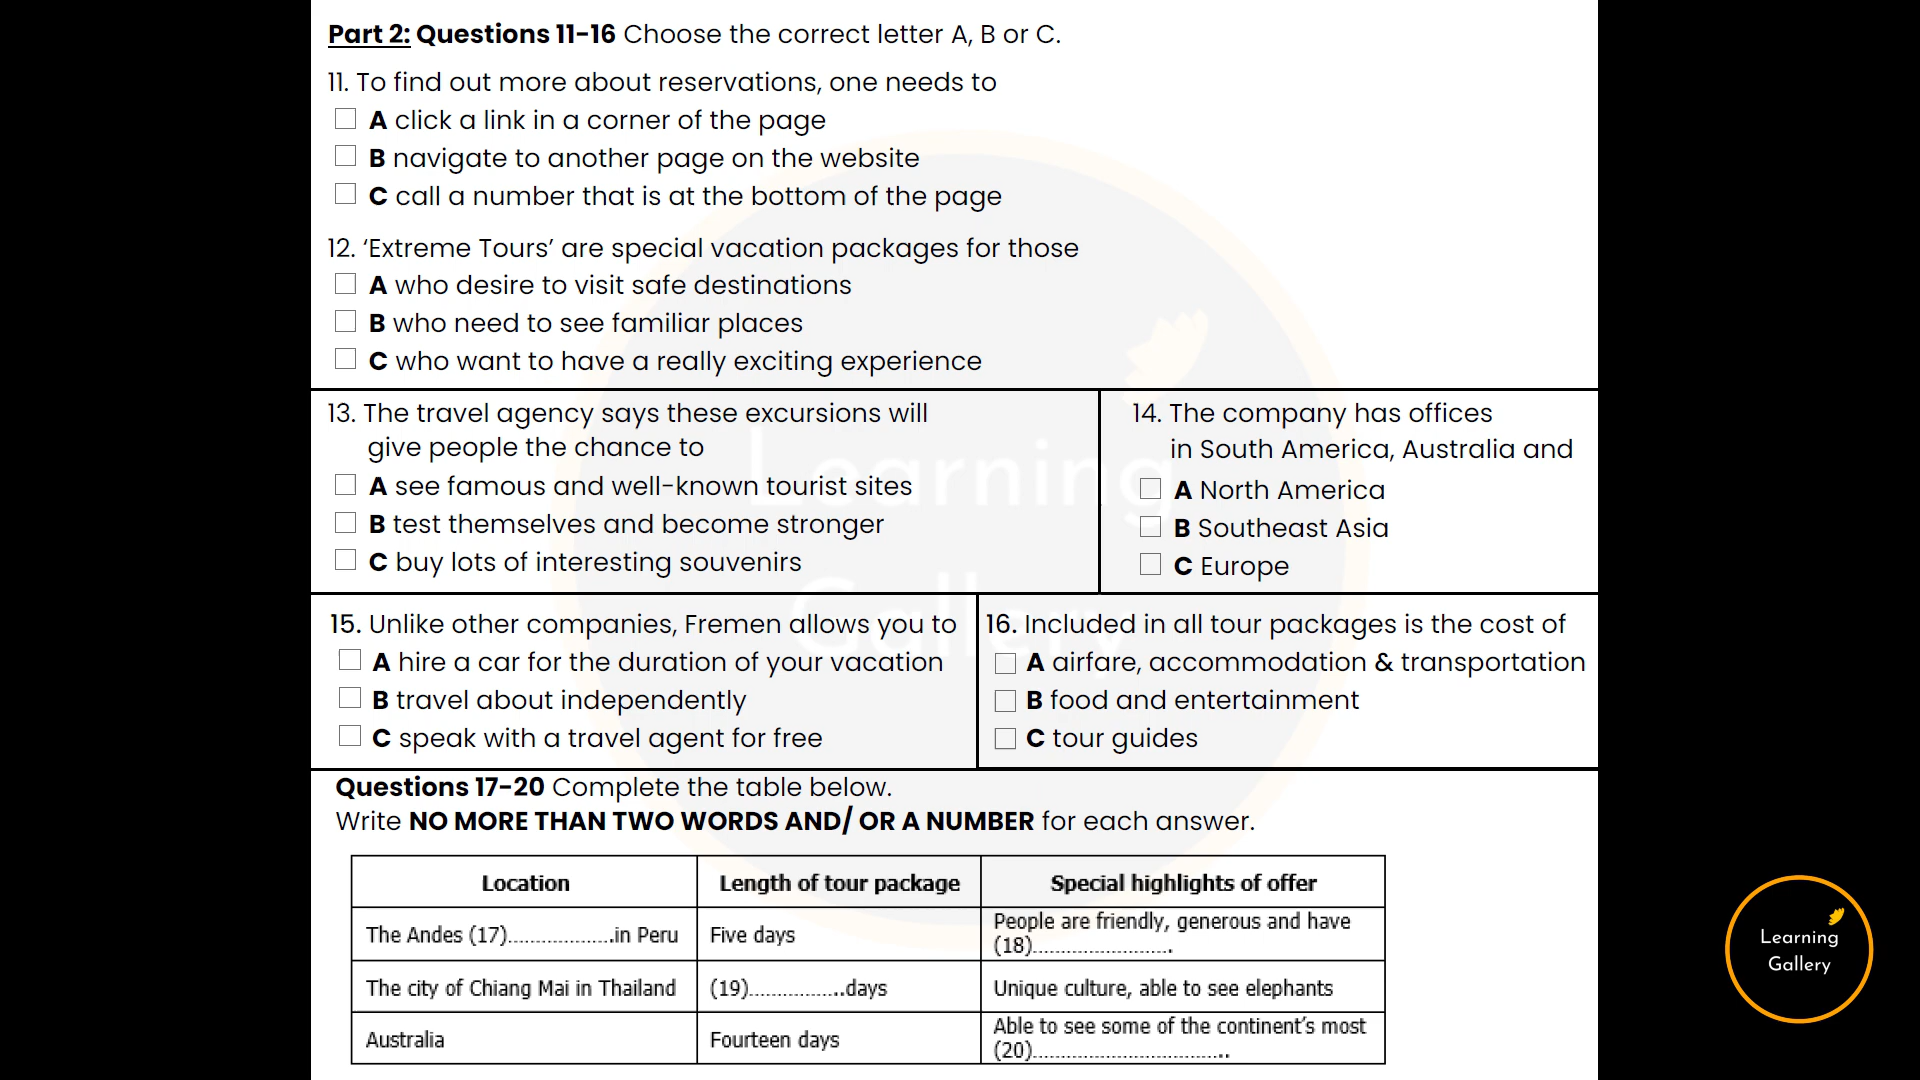 Part 2: Questions 11-16 Choose the correct letter A, B or C.
11. To find out more about reservations, one needs to
A click a link in a corner of the page
B navigate to another page on the website
C call a number that is at the bottom of the page
12. ‘Extreme Tours’ are special vacation packages for those
A who desire to visit safe destinations
B who need to see familiar places
C who want to have a really exciting experience
13. The travel agency says these excursions will
give people the chance to
A see famous and well-known tourist sites
B test themselves and become stronger
C buy lots of interesting souvenirs
14. The company has offices
in South America, Australia and
A North America
B Southeast Asia
C Europe
15. Unlike other companies, Fremen allows you to
A hire a car for the duration of your vacation
B travel about independently
C speak with a travel agent for free
16. Included in all tour packages is the cost of
A airfare, accommodation & transportation
B food and entertainment
C tour guides
Questions 17-20 Complete the table below.
Write NO MORE THAN TWO WORDS AND/ OR A NUMBER for each answer.
Location Length of tour package Special highlights of offer
The Andes (17)....................in Peru Five days People are friendly, generous and have
(18)..........................
The city of Chiang Mai in Thailand (19)..................days Unique culture, able to see elephants
Australia Fourteen days Able to see some of the continent's most
(20)....................................
Learning
Gallery
Learning
Gallery